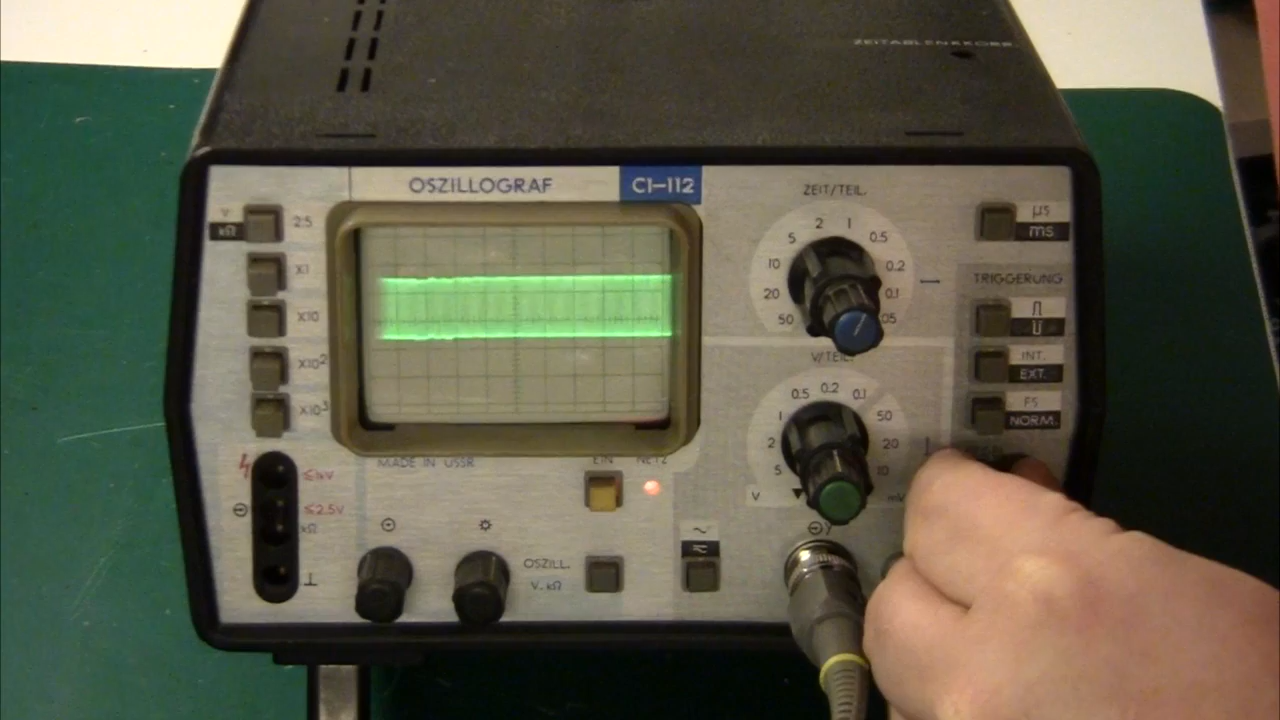 ZEITABLENKKOEFF.
OSZILLOGRAF C1–112
V
kΩ
2.5
X1
X10
X10²
X10³
≤1kV
≤2.5V
kΩ
MADE IN USSR
EIN NETZ
OSZILL.
V, kΩ
ZEIT/TEIL.
50 20 10 5 2 1 0.5 0.2 0.1 .05
V/TEIL.
V 5 2 1 0.5 0.2 0.1 50 20 10 mV
y
μs
ms
TRIGGERUNG
INT.
EXT.
FS
NORM.